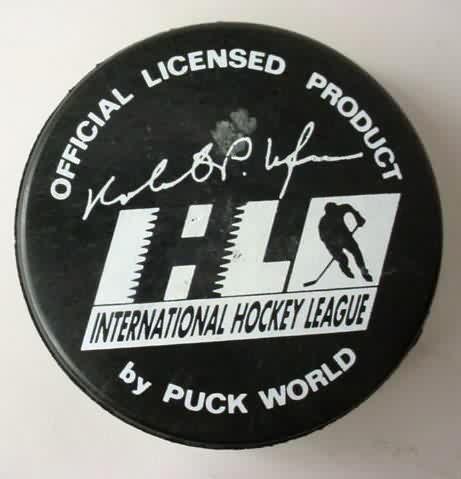 OFFICIAL LICENSED PRODUCT
IHL
INTERNATIONAL HOCKEY LEAGUE
by PUCK WORLD